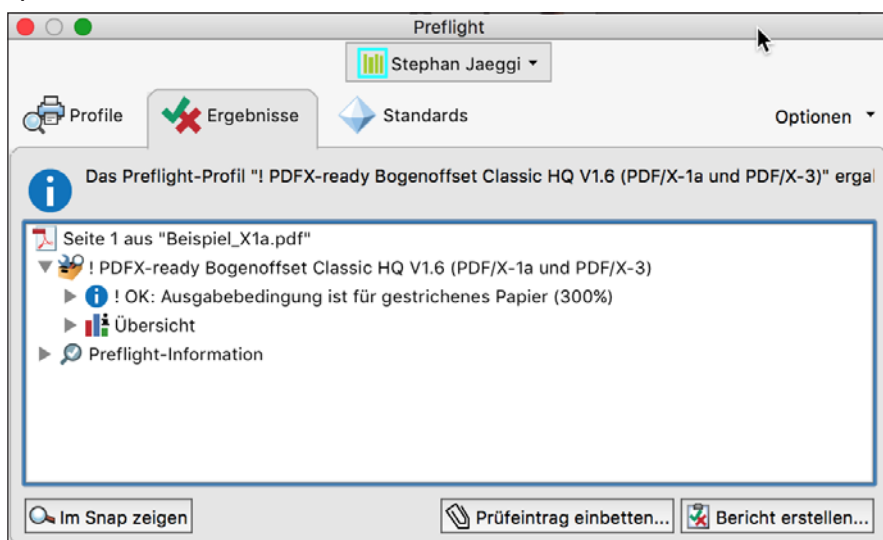 Preflight
Stephan Jaeggi
Profile Ergebnisse Standards Optionen
Das Preflight-Profil "! PDFX-ready Bogenoffset Classic HQ V1.6 (PDF/X-1a und PDF/X-3)" erga
Seite 1 aus "Beispiel_X1a.pdf"
! PDFX-ready Bogenoffset Classic HQ V1.6 (PDF/X-1a und PDF/X-3)
! OK: Ausgabebedingung ist für gestrichenes Papier (300%)
Übersicht
Preflight-Information
Im Snap zeigen Prüfeintrag einbetten... Bericht erstellen...